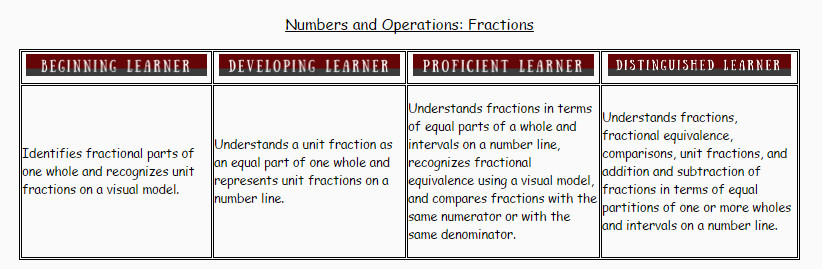 Numbers and Operations: Fractions
BEGINNING LEARNER
DEVELOPING LEARNER
PROFICIENT LEARNER
DISTINGUISHED LEARNER
Identifies fractional parts of
one whole and recognizes unit
fractions on a visual model.
Understands a unit fraction as
an equal part of one whole and
represents unit fractions on a
number line.
Understands fractions in terms
of equal parts of a whole and
intervals on a number line,
recognizes fractional
equivalence using a visual model,
and compares fractions with the
same numerator or with the
same denominator.
Understands fractions,
fractional equivalence,
comparisons, unit fractions, and
addition and subtraction of
fractions in terms of equal
partitions of one or more wholes
and intervals on a number line.